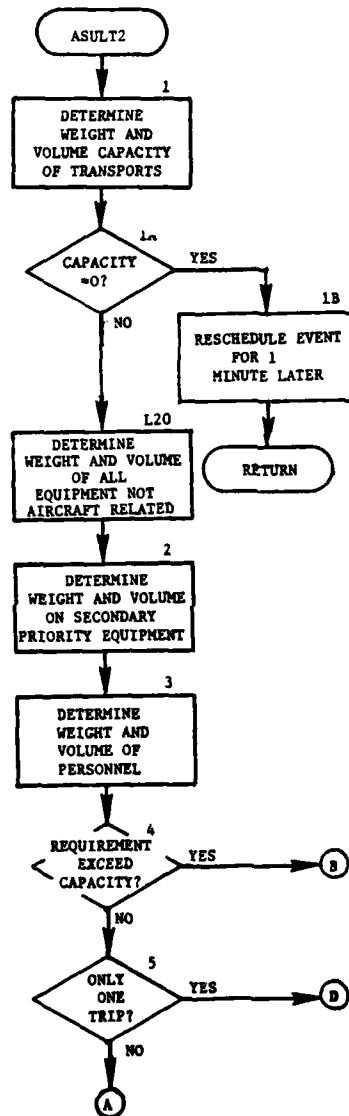 ASULT2
1
DETERMINE
WEIGHT AND
VOLUME CAPACITY
OF TRANSPORTS
1A
CAPACITY
=0?
YES
NO
1B
RESCHEDULE EVENT
FOR 1
MINUTE LATER
RETURN
L20
DETERMINE
WEIGHT AND VOLUME
OF ALL
EQUIPMENT NOT
AIRCRAFT RELATED
2
DETERMINE
WEIGHT AND VOLUME
ON SECONDARY
PRIORITY EQUIPMENT
3
DETERMINE
WEIGHT AND
VOLUME OF
PERSONNEL
4
REQUIREMENT
EXCEED
CAPACITY?
YES
B
NO
5
ONLY
ONE
TRIP?
YES
D
NO
A